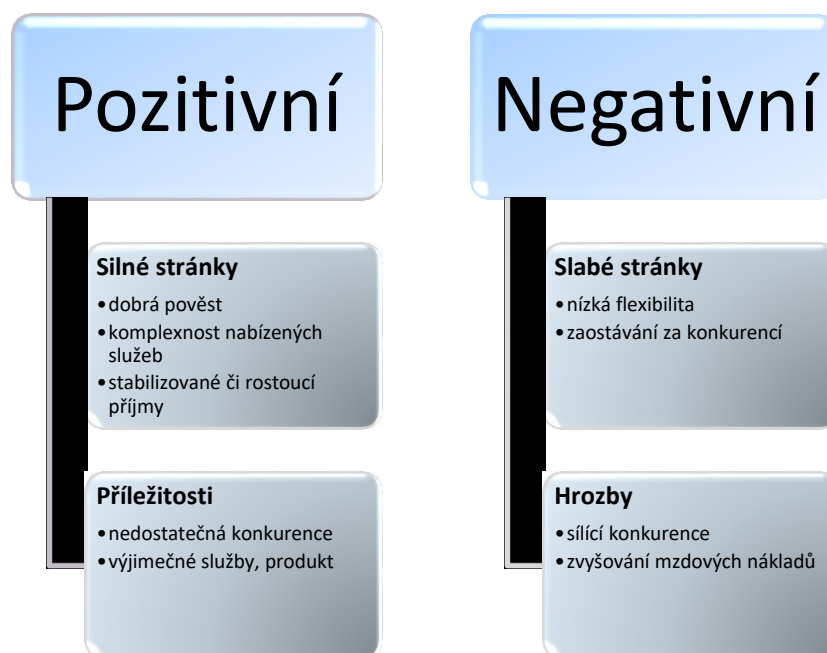 Pozitivní
Silné stránky
•dobrá pověst
•komplexnost nabízených
služeb
•stabilizované či rostoucí
příjmy
Příležitosti
•nedostatečná konkurence
•výjimečné služby, produkt
Negativní
Slabé stránky
•nízká flexibilita
•zaostávání za konkurencí
Hrozby
•sílící konkurence
•zvyšování mzdových nákladů